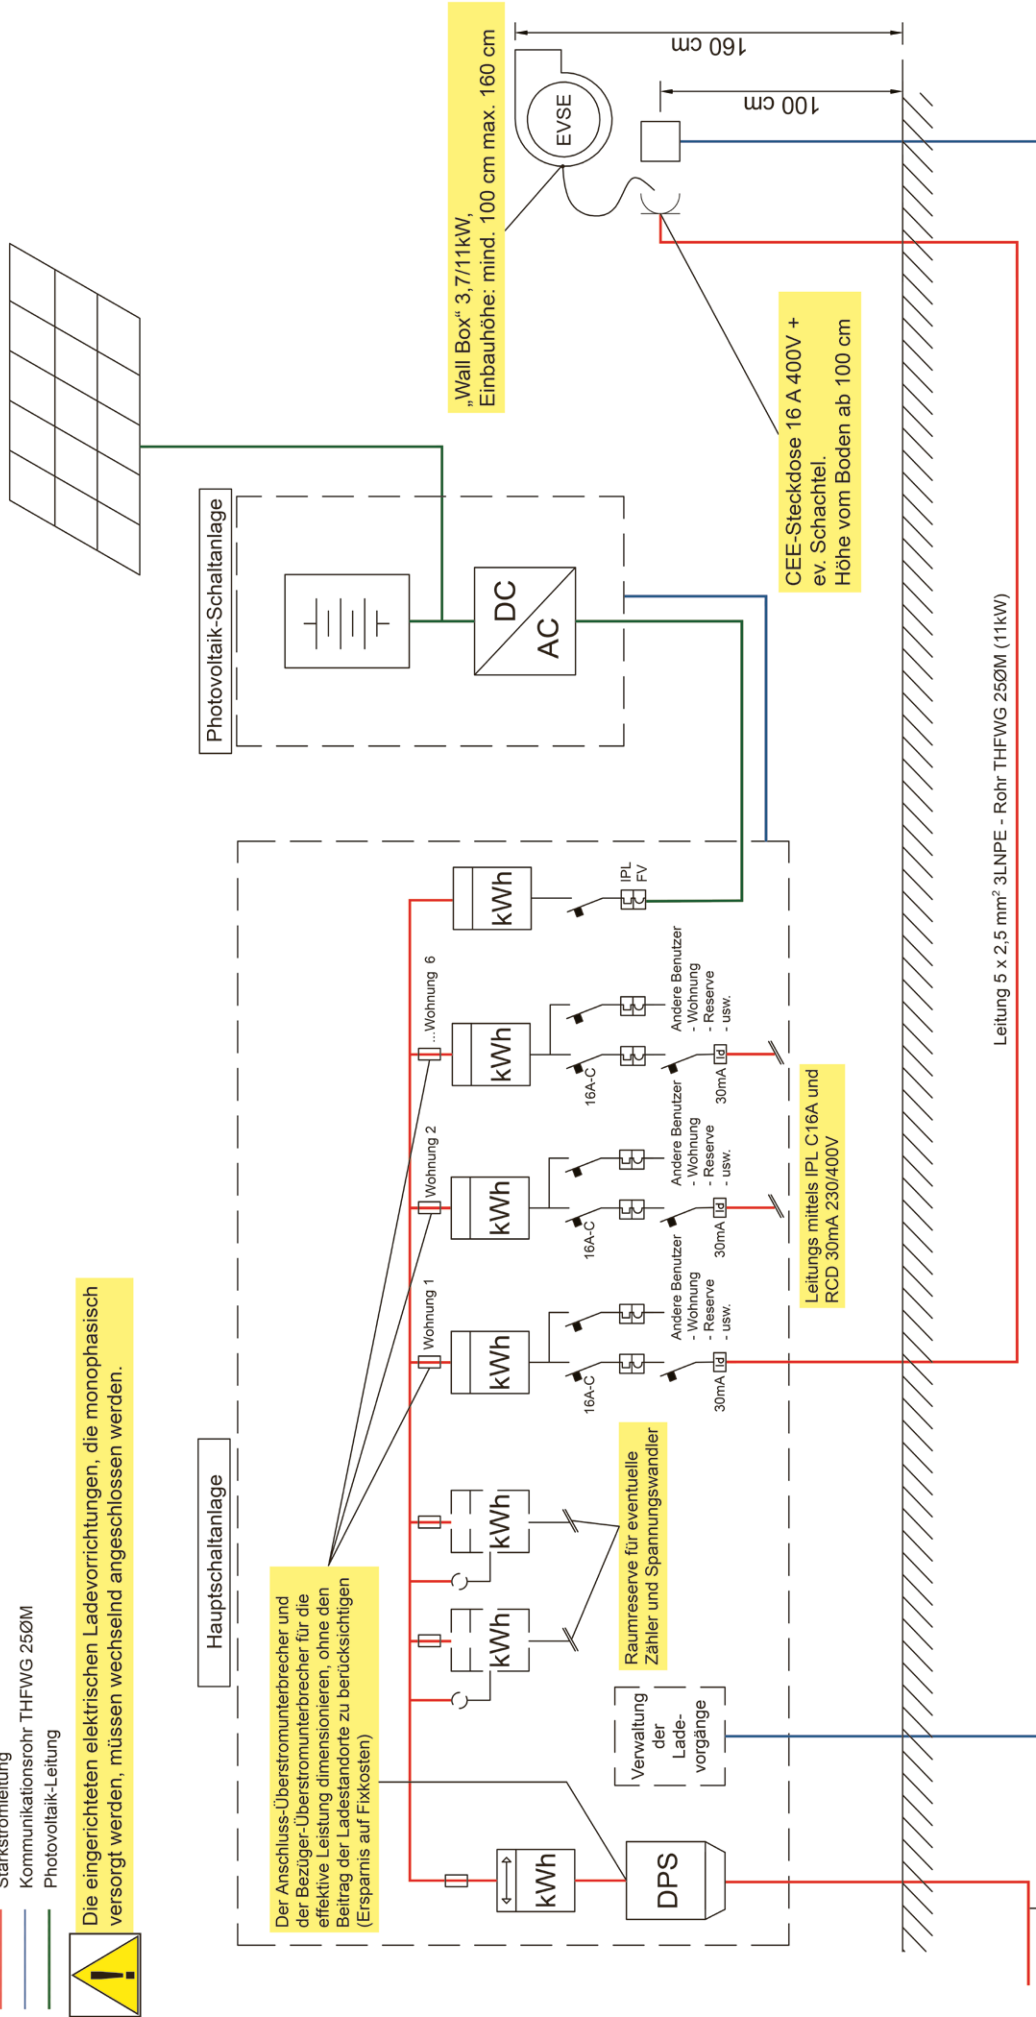 Starkstromleitung
Kommunikationsrohr THFWG 25ØM
Photovoltaik-Leitung
Die eingerichteten elektrischen Ladevorrichtungen, die monophasisch
versorgt werden, müssen wechselnd angeschlossen werden.
Hauptschaltanlage
Photovoltaik-Schaltanlage
Der Anschluss-Überstromunterbrecher und
der Bezüger-Überstromunterbrecher für die
effektive Leistung dimensionieren, ohne den
Beitrag der Ladestandorte zu berücksichtigen
(Ersparnis auf Fixkosten)
Wohnung 1
Wohnung 2
...Wohnung 6
kWh
kWh
kWh
kWh
kWh
kWh
kWh
DPS
Verwaltung
der
Lade-
vorgänge
Raumreserve für eventuelle
Zähler und Spannungswandler
16A-C
30mA
Id
Andere Benutzer
- Wohnung
- Reserve
- usw.
16A-C
30mA
Id
Andere Benutzer
- Wohnung
- Reserve
- usw.
16A-C
30mA
Id
Andere Benutzer
- Wohnung
- Reserve
- usw.
IPL
FV
Leitungs mittels IPL C16A und
RCD 30mA 230/400V
DC
AC
„Wall Box“ 3,7/11kW,
Einbauhöhe: mind. 100 cm max. 160 cm
EVSE
160 cm
100 cm
CEE-Steckdose 16 A 400V +
ev. Schachtel.
Höhe vom Boden ab 100 cm
Leitung 5 x 2,5 mm² 3LNPE - Rohr THFWG 25ØM (11kW)